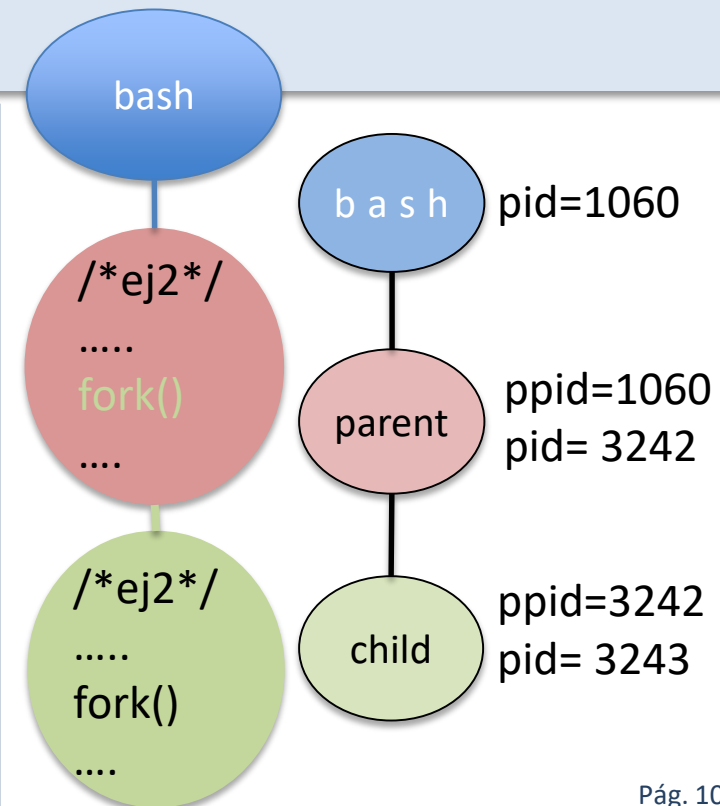 bash
/*ej2*/
.....
fork()
....
/*ej2*/
.....
fork()
....
b a s h
pid=1060
parent
ppid=1060
pid= 3242
child
ppid=3242
pid= 3243
Pág. 10